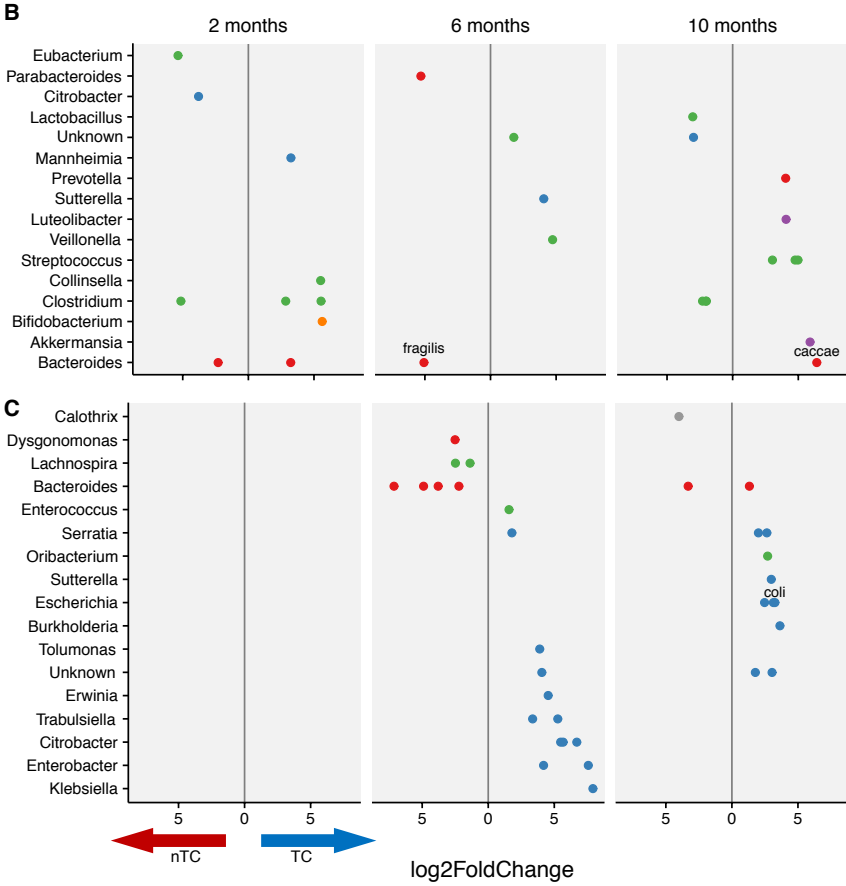 B
2 months 6 months 10 months
Eubacterium
Parabacteroides
Citrobacter
Lactobacillus
Unknown
Mannheimia
Prevotella
Sutterella
Luteolibacter
Veillonella
Streptococcus
Collinsella
Clostridium
Bifidobacterium
Akkermansia
fragilis caccae
Bacteroides
C
Calothrix
Dysgonomonas
Lachnospira
Bacteroides
Enterococcus
Serratia
Oribacterium
Sutterella
coli
Escherichia
Burkholderia
Tolumonas
Unknown
Erwinia
Trabulsiella
Citrobacter
Enterobacter
Klebsiella
5 0 5 5 0 5 5 0 5
nTC TC
log2FoldChange